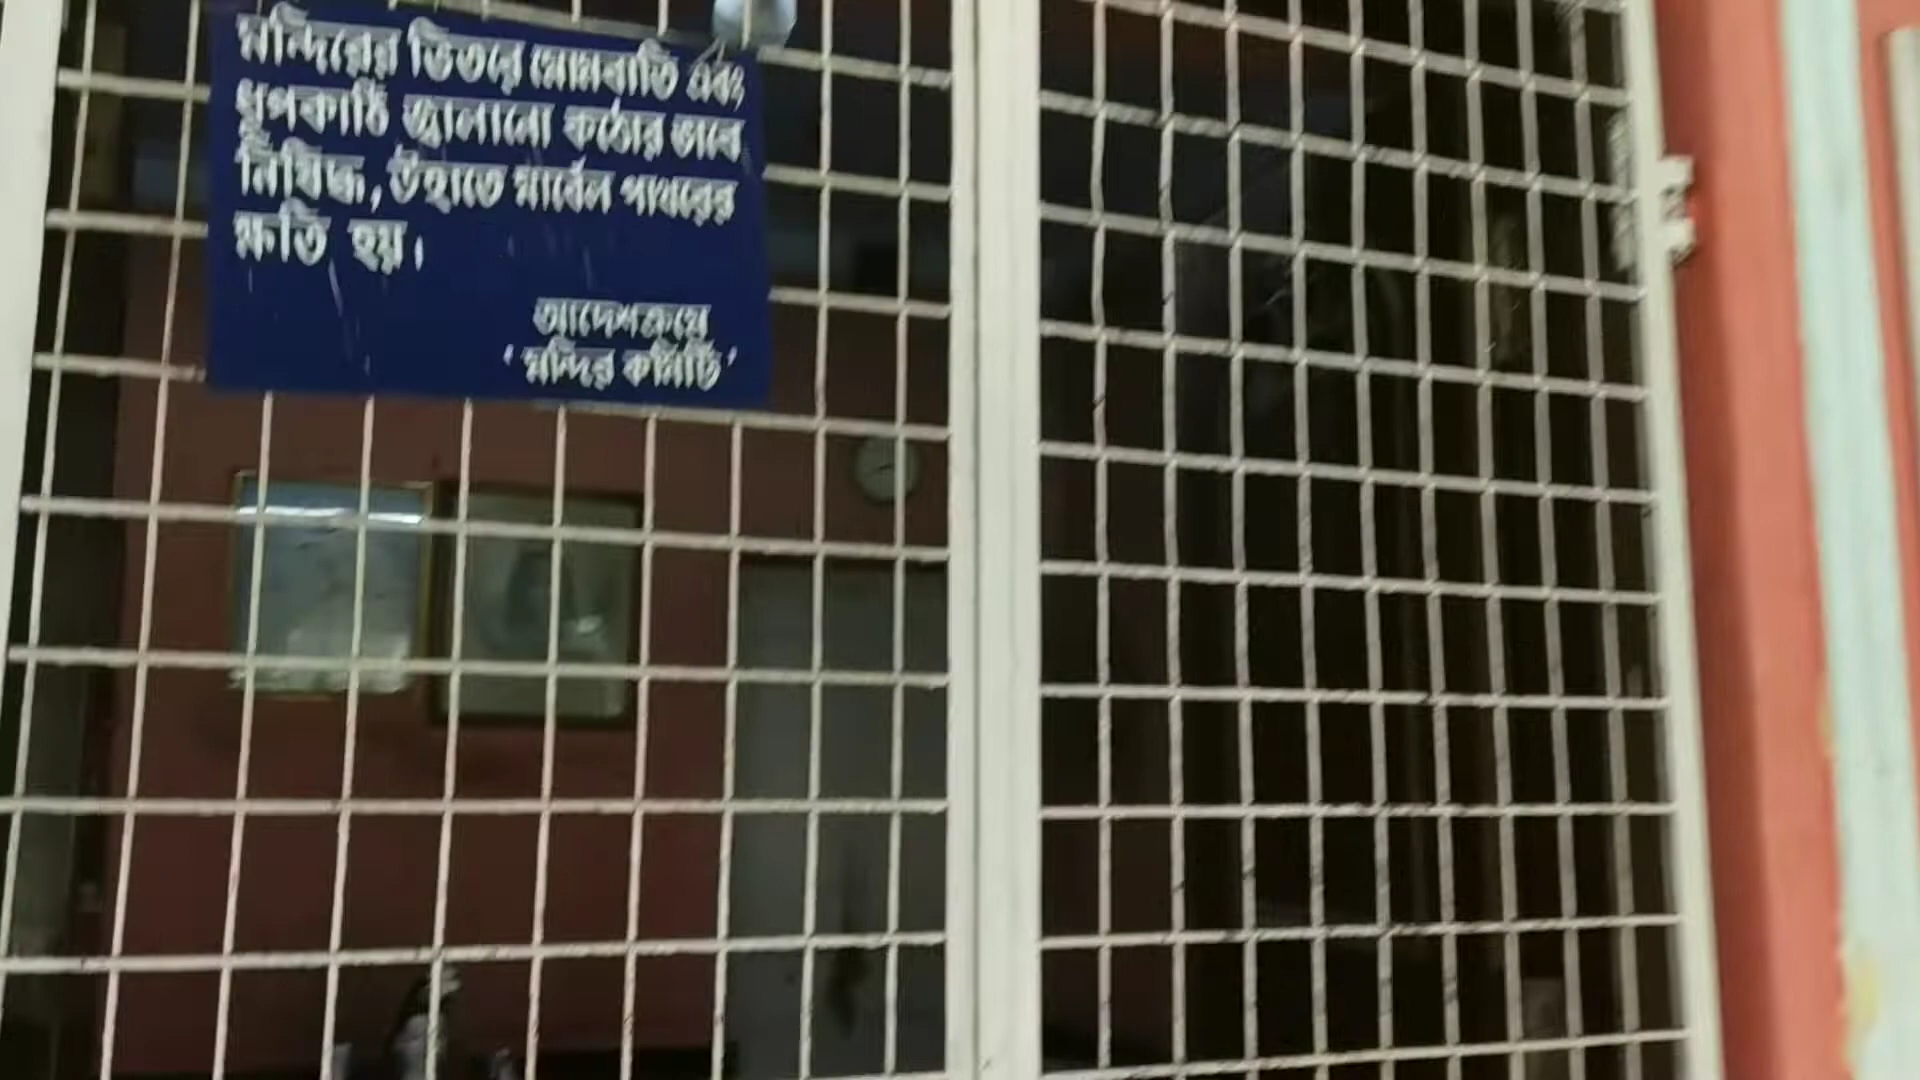 মন্দিরের ভিতরে মোমবাতি এবং
ধূপকাঠি জ্বালানো কঠোর ভাবে
নিষিদ্ধ, উহাতে মার্বেল পাথরের
ক্ষতি হয়।
আদেশক্রমে
'মন্দির কমিটি'